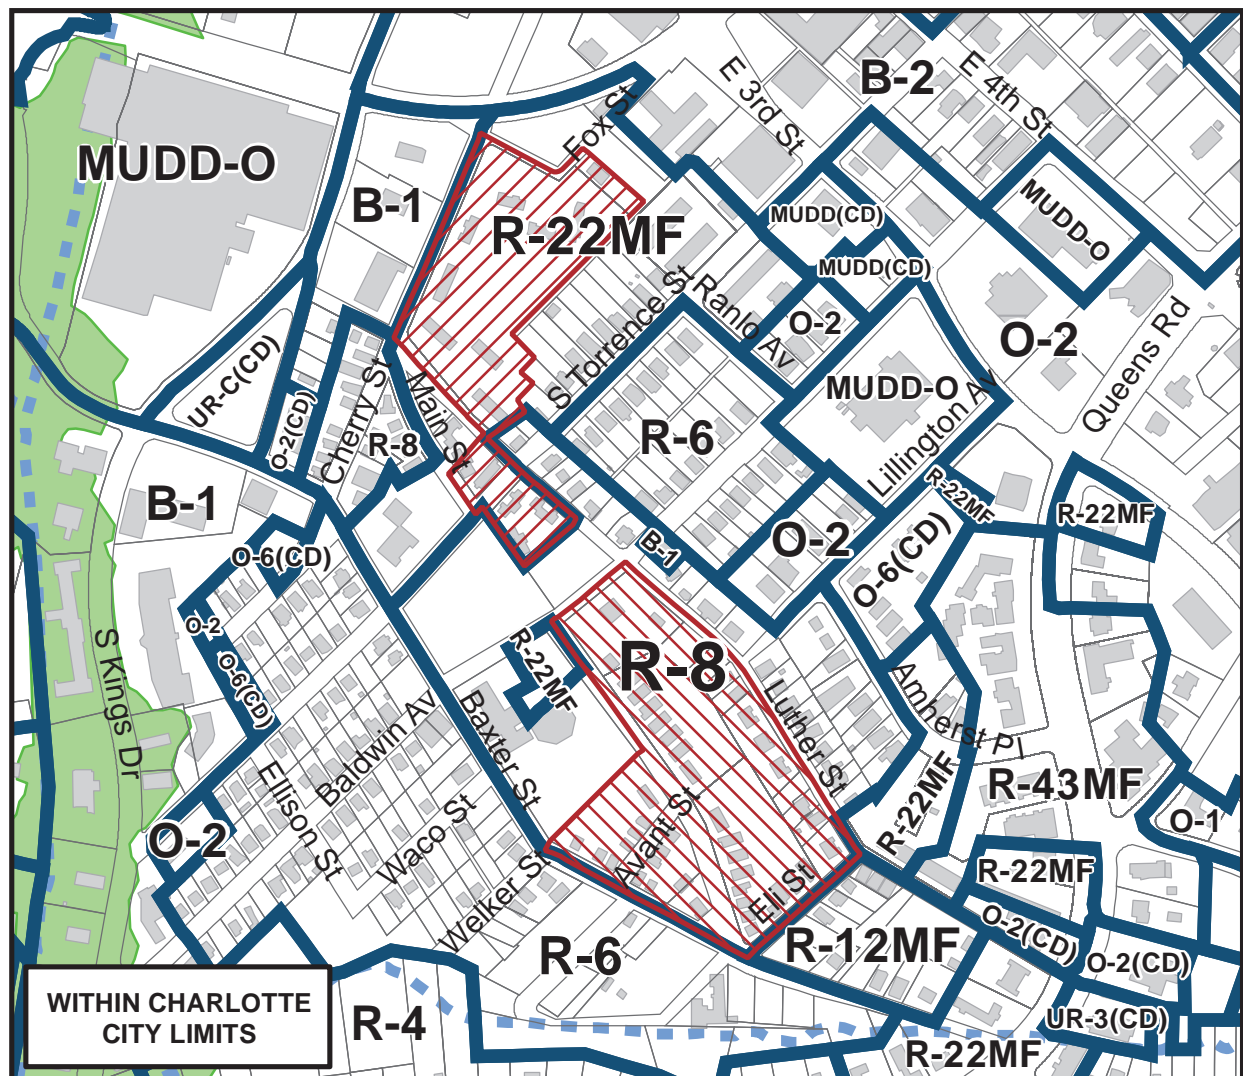 B-2
E 3rd St
E 4th St
Fox St
MUDD-O
B-1
R-22MF
MUDD(CD)
MUDD-O
MUDD(CD)
S Torrence St
Ranlo Av
O-2
O-2
Queens Rd
UR-C(CD)
O-2(CD)
Cherry St
Main St
R-8
MUDD-O
Lillington Av
R-6
R-22MF
R-22MF
B-1
O-6(CD)
B-1
O-2
O-6(CD)
O-2
O-6(CD)
R-22MF
R-8
S Kings Dr
Baldwin Av
Baxter St
Luther St
Amherst Pl
Ellison St
Waco St
Welker St
Avant St
Eli St
R-22MF
R-43MF
O-1
O-2
R-22MF
R-6
R-12MF
O-2(CD)
O-2(CD)
UR-3(CD)
R-22MF
R-4
WITHIN CHARLOTTE
CITY LIMITS